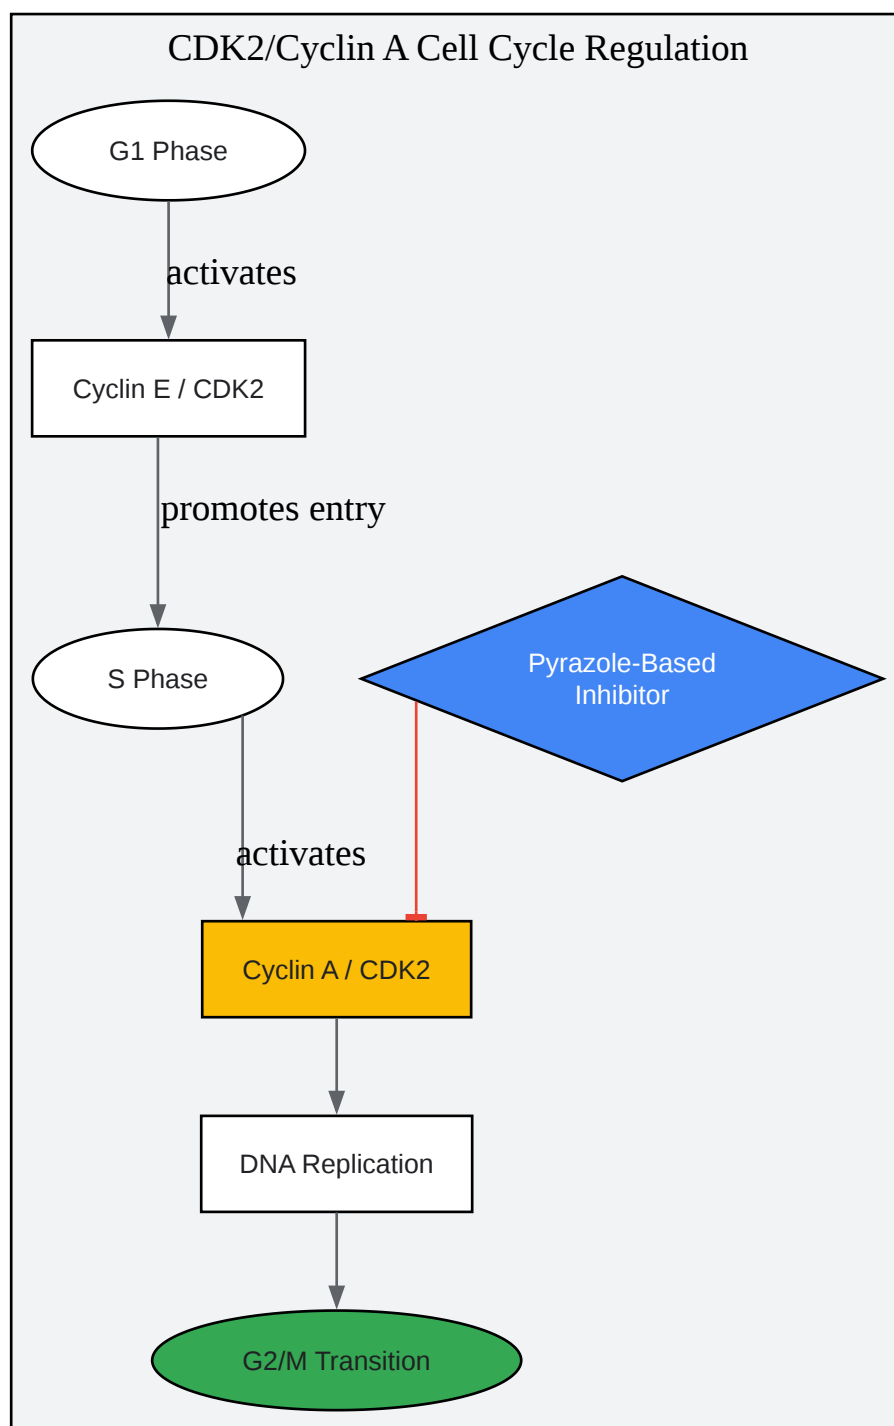 CDK2/Cyclin A Cell Cycle Regulation
G1 Phase
activates
Cyclin E / CDK2
promotes entry
S Phase
Pyrazole-Based
Inhibitor
activates
Cyclin A / CDK2
DNA Replication
G2/M Transition